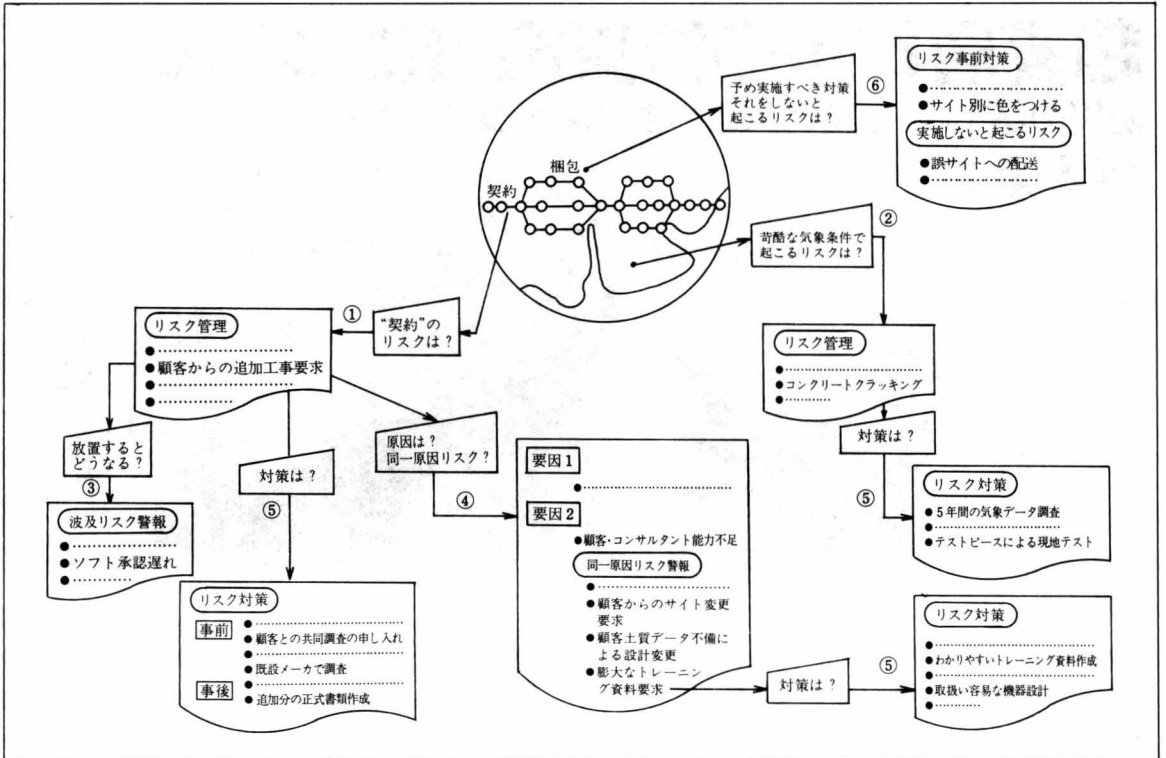 予め実施すべき対策
それをしないと
起こるリスクは?
⑥
リスク事前対策
●……………………
●サイト別に色をつける
実施しないと起こるリスク
●誤サイトへの配送
●……………………
梱包
契約
苛酷な気象条件で
起こるリスクは?
②
リスク管理
●……………………
●コンクリートクラッキング
●…………
対策は?
⑤
リスク対策
●5年間の気象データ調査
●……………………
●テストピースによる現地テスト
“契約”の
リスクは?
①
リスク管理
●……………………
●顧客からの追加工事要求
●……………………
●……………
放置すると
どうなる?
③
波及リスク警報
●……………………
●ソフト承認遅れ
●…………
対策は?
⑤
リスク対策
事前
●……………………
●顧客との共同調査の申し入れ
●……………………
●既設メーカで調査
●……………………
事後
●追加分の正式書類作成
原因は?
同一原因リスク?
④
要因1
●……………………
要因2
●顧客・コンサルタント能力不足
同一原因リスク警報
●……………………
●顧客からのサイト変更
要求
●顧客土質データ不備に
よる設計変更
●膨大なトレーニン
グ資料要求
対策は?
⑤
リスク対策
●……………………
●わかりやすいトレーニング資料作成
●……………………
●取扱い容易な機器設計
●…………